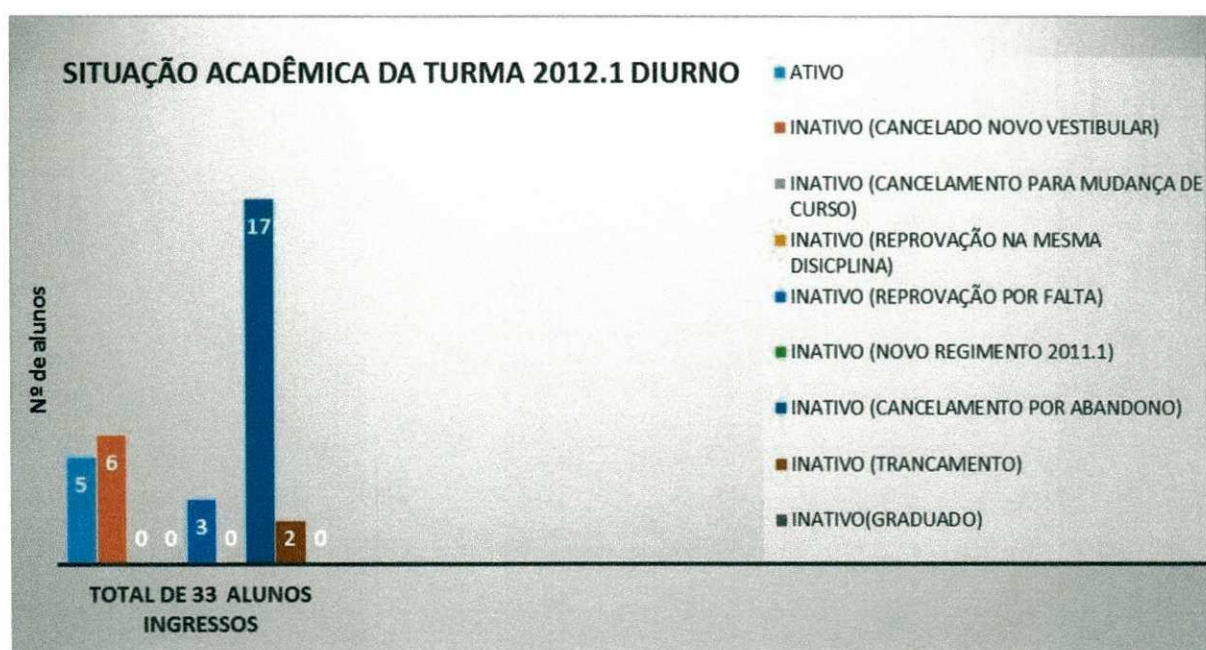 SITUAÇÃO ACADÊMICA DA TURMA 2012.1 DIURNO
ATIVO
INATIVO (CANCELADO NOVO VESTIBULAR)
INATIVO (CANCELAMENTO PARA MUDANÇA DE
CURSO)
INATIVO (REPROVAÇÃO NA MESMA
DISICPLINA)
INATIVO (REPROVAÇÃO POR FALTA)
INATIVO (NOVO REGIMENTO 2011.1)
INATIVO (CANCELAMENTO POR ABANDONO)
INATIVO (TRANCAMENTO)
INATIVO(GRADUADO)
Nº de alunos
5 6 0 0 3 0 17 2 0
TOTAL DE 33 ALUNOS
INGRESSOS